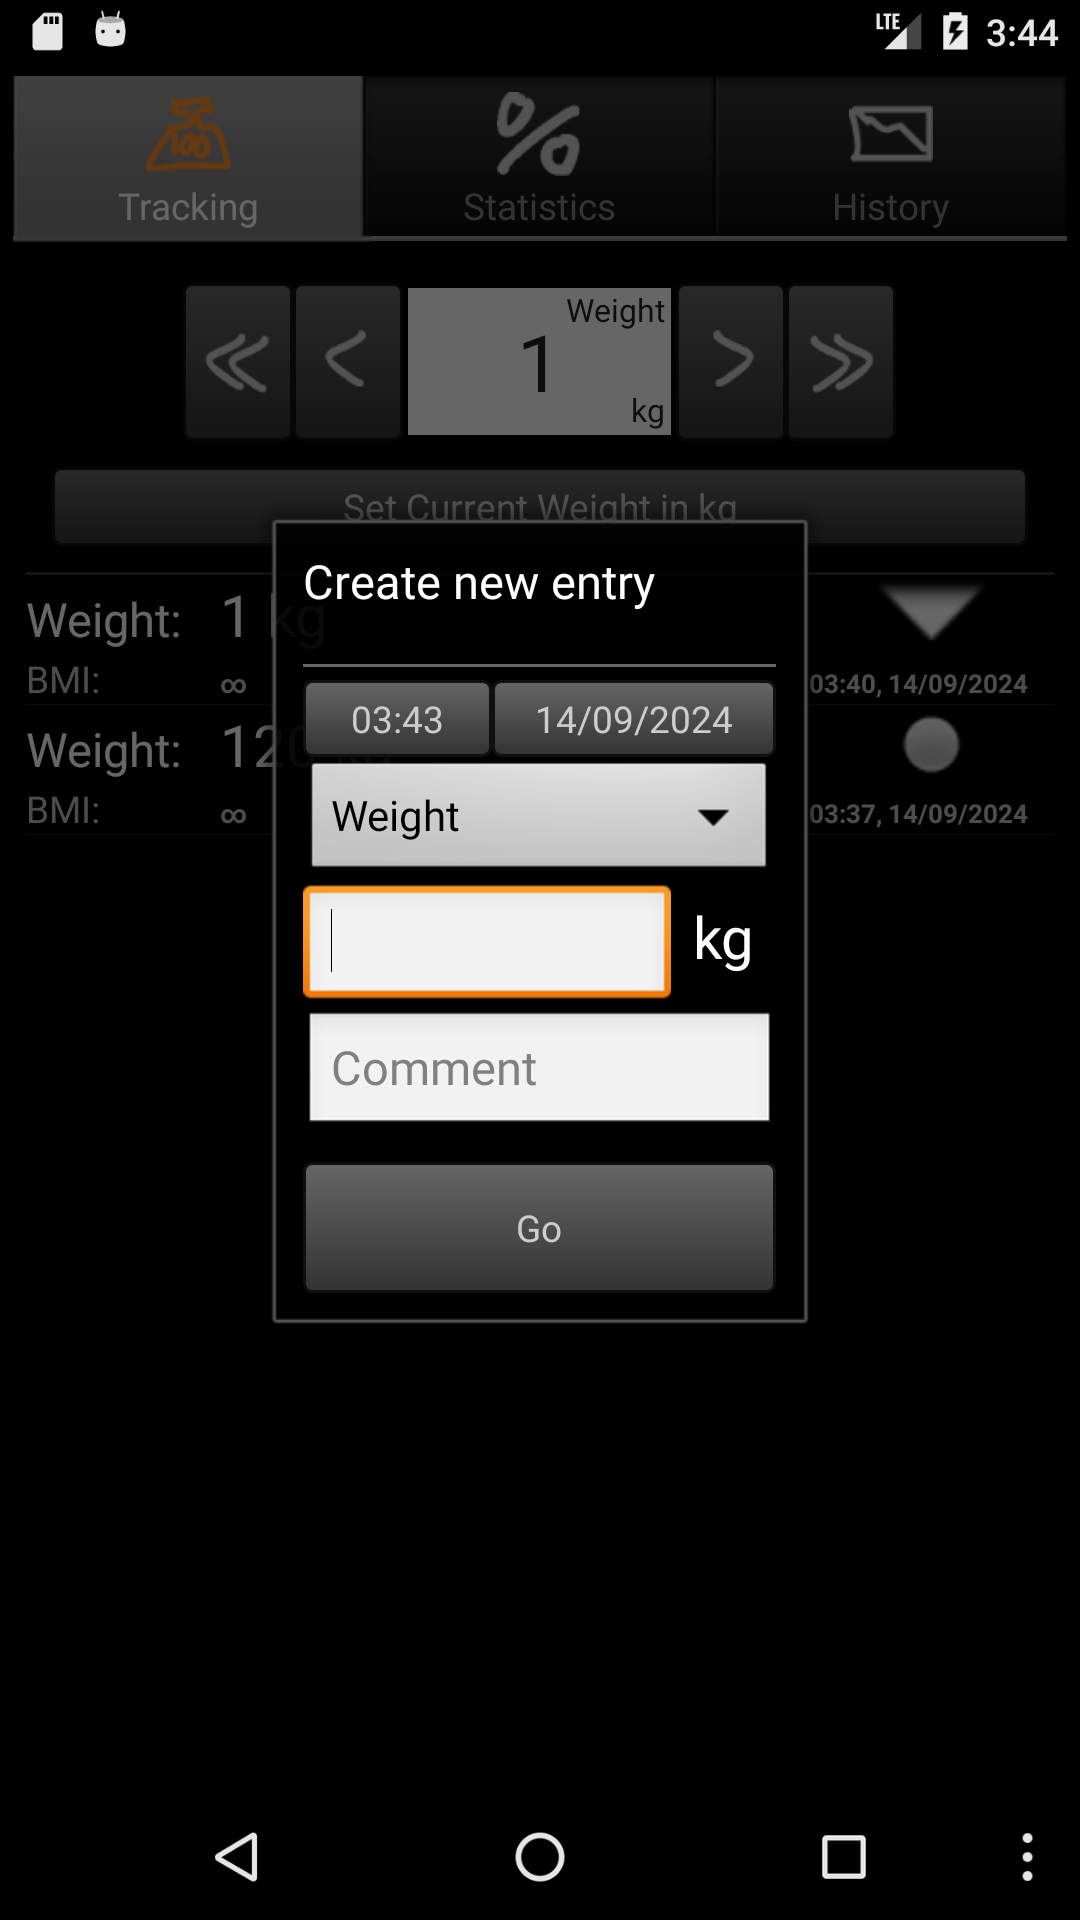 LTE 3:44
Tracking Statistics History
Weight
1
kg
Set Current Weight in kg
Create new entry
Weight: 1 kg
BMI: ∞ 03:40, 14/09/2024
03:43 14/09/2024
Weight: 120 kg
BMI: ∞ 03:37, 14/09/2024
Weight
kg
Comment
Go